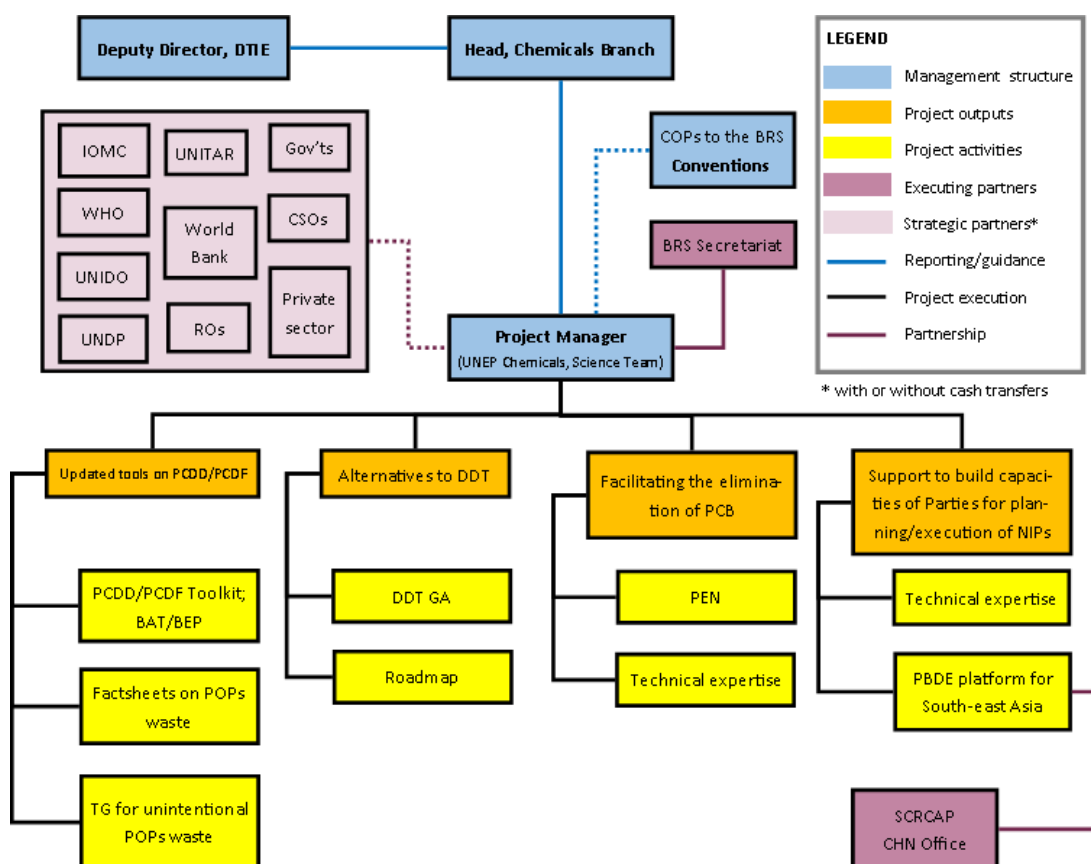 Deputy Director, DTIE
Head, Chemicals Branch
LEGEND
Management structure
Project outputs
Project activities
Executing partners
Strategic partners*
Reporting/guidance
Project execution
Partnership
* with or without cash transfers
IOMC
UNITAR
Gov'ts
WHO
World
Bank
CSOs
UNIDO
Private
sector
UNDP
ROs
COPs to the BRS
Conventions
BRS Secretariat
Project Manager
(UNEP Chemicals, Science Team)
Updated tools on PCDD/PCDF
PCDD/PCDF Toolkit;
BAT/BEP
Factsheets on POPs
waste
TG for unintentional
POPs waste
Alternatives to DDT
DDT GA
Roadmap
Facilitating the elimina-
tion of PCB
PEN
Technical expertise
Support to build capaci-
ties of Parties for plan-
ning/execution of NIPs
Technical expertise
PBDE platform for
South-east Asia
SCRCAP
CHN Office